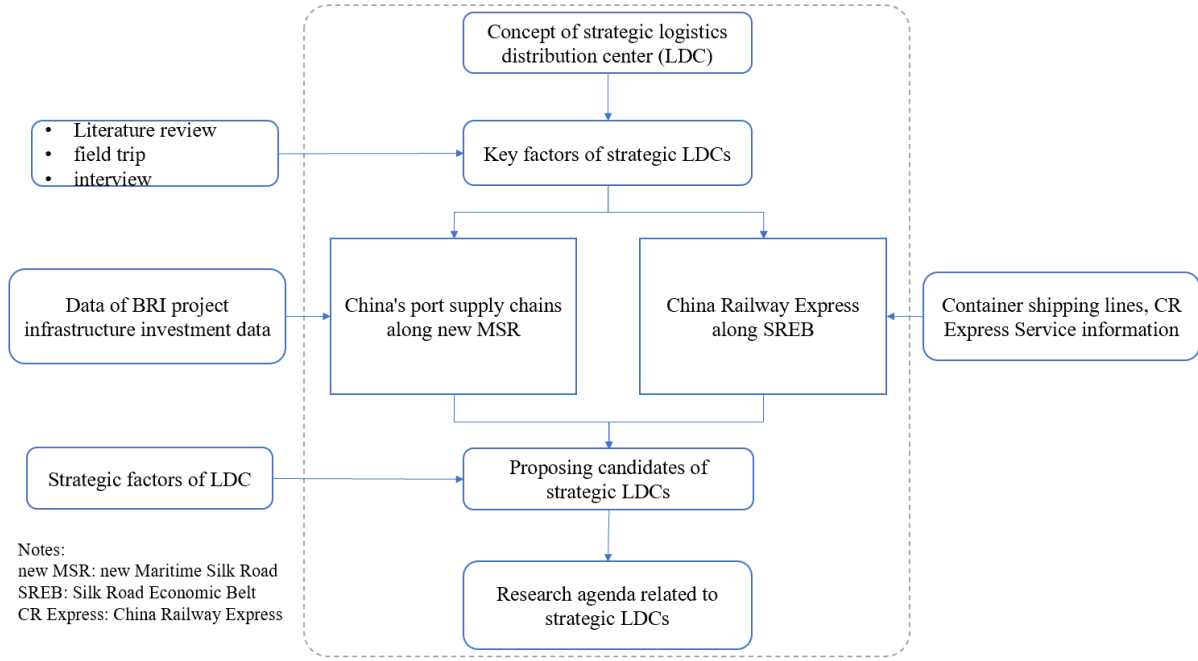 Concept of strategic logistics
distribution center (LDC)
• Literature review
• field trip
• interview
Key factors of strategic LDCs
Data of BRI project
infrastructure investment data
China's port supply chains
along new MSR
China Railway Express
along SREB
Container shipping lines, CR
Express Service information
Strategic factors of LDC
Proposing candidates of
strategic LDCs
Notes:
new MSR: new Maritime Silk Road
SREB: Silk Road Economic Belt
CR Express: China Railway Express
Research agenda related to
strategic LDCs